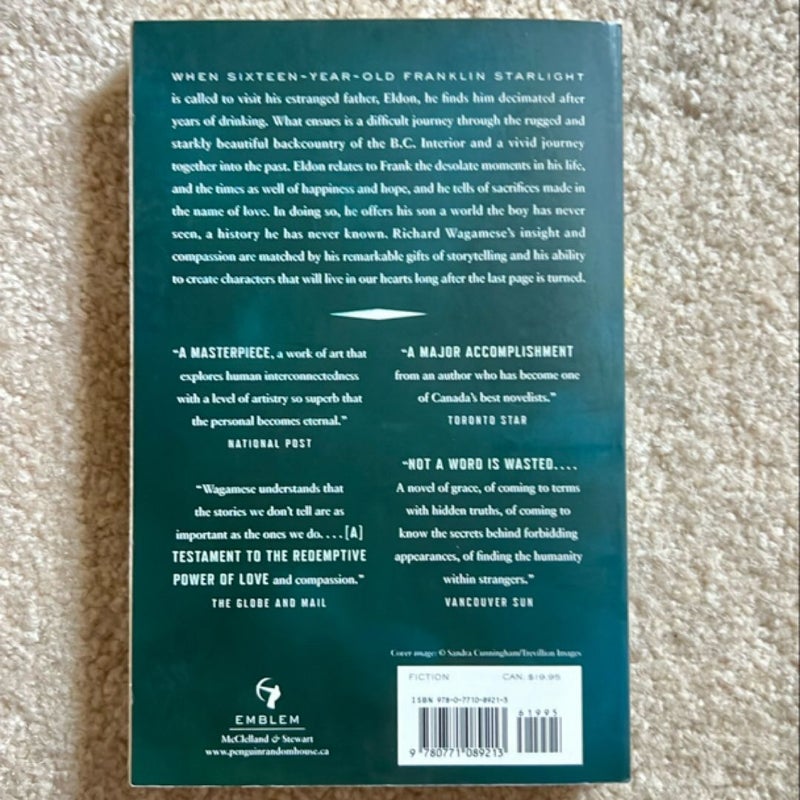 WHEN SIXTEEN-YEAR-OLD FRANKLIN STARLIGHT
is called to visit his estranged father, Eldon, he finds him decimated after
years of drinking. What ensues is a difficult journey through the rugged and
starkly beautiful backcountry of the B.C. Interior and a vivid journey
together into the past. Eldon relates to Frank the desolate moments in his life,
and the times as well of happiness and hope, and he tells of sacrifices made in
the name of love. In doing so, he offers his son a world the boy has never
seen, a history he has never known. Richard Wagamese's insight and
compassion are matched by his remarkable gifts of storytelling and his ability
to create characters that will live in our hearts long after the last page is turned.
"A MASTERPIECE, a work of art that
explores human interconnectedness
with a level of artistry so superb that
the personal becomes eternal."
NATIONAL POST
"Wagamese understands that
the stories we don't tell are as
important as the ones we do. . . . [A]
TESTAMENT TO THE REDEMPTIVE
POWER OF LOVE and compassion."
THE GLOBE AND MAIL
"A MAJOR ACCOMPLISHMENT
from an author who has become one
of Canada's best novelists."
TORONTO STAR
"NOT A WORD IS WASTED. . . .
A novel of grace, of coming to terms
with hidden truths, of coming to
know the secrets behind forbidding
appearances, of finding the humanity
within strangers."
VANCOUVER SUN
Cover image: © Sandra Cunningham/Trevillion Images
EMBLEM
McClelland & Stewart
www.penguinrandomhouse.ca
FICTION CAN. $19.95
ISBN 978-0-7710-8921-3
61995
9 780771 089213